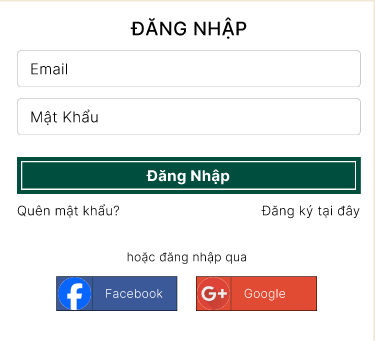 ĐĂNG NHẬP
Email
Mật Khẩu
Đăng Nhập
Quên mật khẩu? Đăng ký tại đây
hoặc đăng nhập qua
Facebook Google